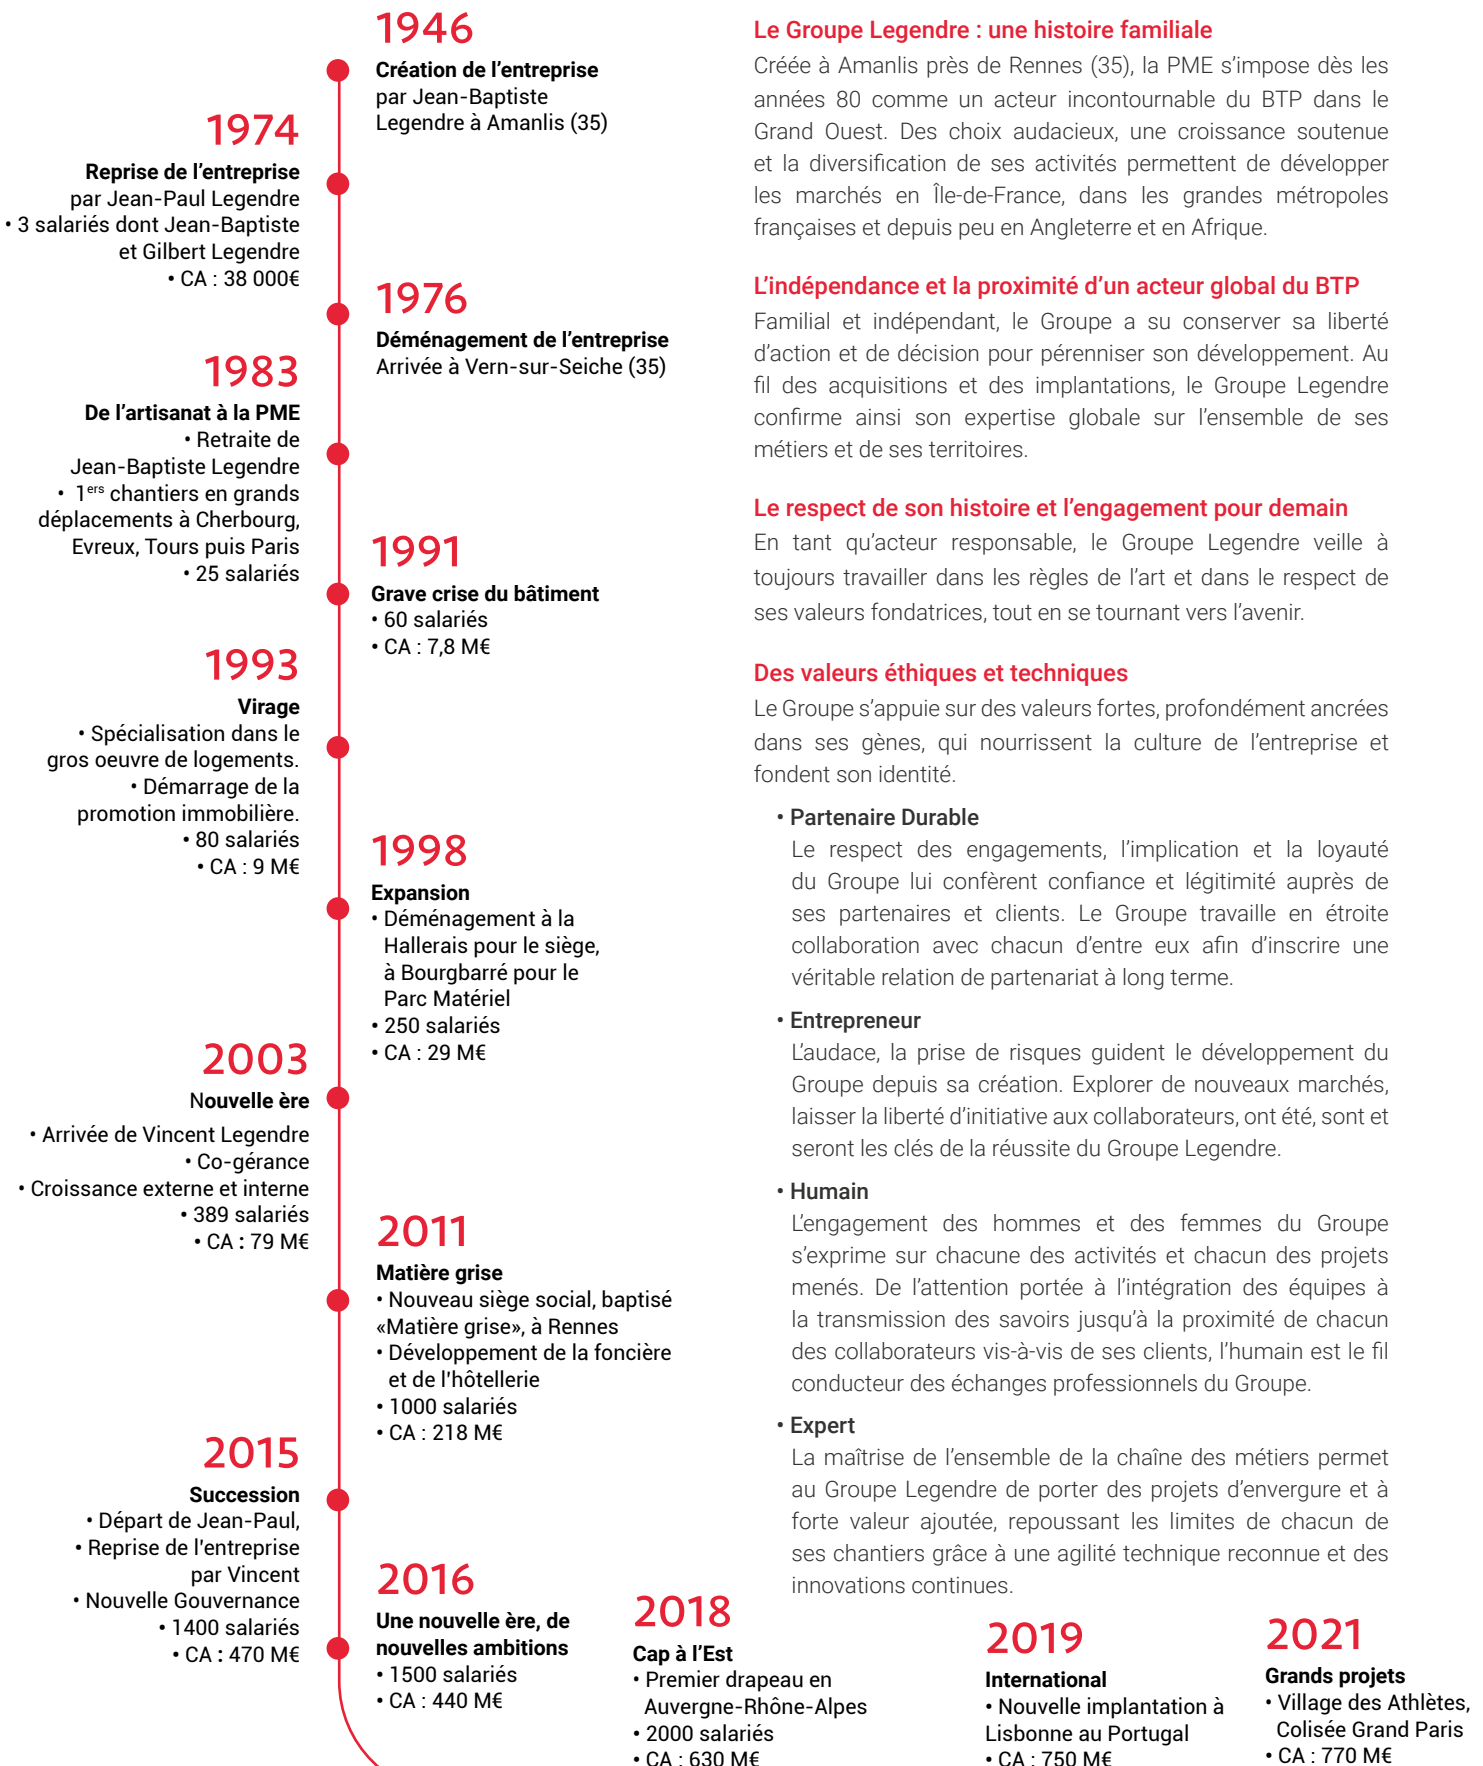 1946
Création de l'entreprise
par Jean-Baptiste
Legendre à Amanlis (35)
1974
Reprise de l'entreprise
par Jean-Paul Legendre
• 3 salariés dont Jean-Baptiste
et Gilbert Legendre
• CA : 38 000€
1976
Déménagement de l'entreprise
Arrivée à Vern-sur-Seiche (35)
1983
De l'artisanat à la PME
• Retraite de
Jean-Baptiste Legendre
• 1ers chantiers en grands
déplacements à Cherbourg,
Evreux, Tours puis Paris
• 25 salariés
1991
Grave crise du bâtiment
• 60 salariés
• CA : 7,8 M€
1993
Virage
• Spécialisation dans le
gros oeuvre de logements.
• Démarrage de la
promotion immobilière.
• 80 salariés
• CA : 9 M€
1998
Expansion
• Déménagement à la
Hallerais pour le siège,
à Bourgbarré pour le
Parc Matériel
• 250 salariés
• CA : 29 M€
2003
Nouvelle ère
• Arrivée de Vincent Legendre
• Co-gérance
• Croissance externe et interne
• 389 salariés
• CA : 79 M€
2011
Matière grise
• Nouveau siège social, baptisé
«Matière grise», à Rennes
• Développement de la foncière
et de l'hôtellerie
• 1000 salariés
• CA : 218 M€
2015
Succession
• Départ de Jean-Paul,
• Reprise de l'entreprise
par Vincent
• Nouvelle Gouvernance
• 1400 salariés
• CA : 470 M€
2016
Une nouvelle ère, de
nouvelles ambitions
• 1500 salariés
• CA : 440 M€
2018
Cap à l'Est
• Premier drapeau en
Auvergne-Rhône-Alpes
• 2000 salariés
• CA : 630 M€
2019
International
• Nouvelle implantation à
Lisbonne au Portugal
• CA : 750 M€
2021
Grands projets
• Village des Athlètes,
Colisée Grand Paris
• CA : 770 M€
Le Groupe Legendre : une histoire familiale
Créée à Amanlis près de Rennes (35), la PME s'impose dès les
années 80 comme un acteur incontournable du BTP dans le
Grand Ouest. Des choix audacieux, une croissance soutenue
et la diversification de ses activités permettent de développer
les marchés en Île-de-France, dans les grandes métropoles
françaises et depuis peu en Angleterre et en Afrique.
L'indépendance et la proximité d'un acteur global du BTP
Familial et indépendant, le Groupe a su conserver sa liberté
d'action et de décision pour pérenniser son développement. Au
fil des acquisitions et des implantations, le Groupe Legendre
confirme ainsi son expertise globale sur l'ensemble de ses
métiers et de ses territoires.
Le respect de son histoire et l'engagement pour demain
En tant qu'acteur responsable, le Groupe Legendre veille à
toujours travailler dans les règles de l'art et dans le respect de
ses valeurs fondatrices, tout en se tournant vers l'avenir.
Des valeurs éthiques et techniques
Le Groupe s'appuie sur des valeurs fortes, profondément ancrées
dans ses gènes, qui nourrissent la culture de l'entreprise et
fondent son identité.
• Partenaire Durable
Le respect des engagements, l'implication et la loyauté
du Groupe lui confèrent confiance et légitimité auprès de
ses partenaires et clients. Le Groupe travaille en étroite
collaboration avec chacun d'entre eux afin d'inscrire une
véritable relation de partenariat à long terme.
• Entrepreneur
L'audace, la prise de risques guident le développement du
Groupe depuis sa création. Explorer de nouveaux marchés,
laisser la liberté d'initiative aux collaborateurs, ont été, sont et
seront les clés de la réussite du Groupe Legendre.
• Humain
L'engagement des hommes et des femmes du Groupe
s'exprime sur chacune des activités et chacun des projets
menés. De l'attention portée à l'intégration des équipes à
la transmission des savoirs jusqu'à la proximité de chacun
des collaborateurs vis-à-vis de ses clients, l'humain est le fil
conducteur des échanges professionnels du Groupe.
• Expert
La maîtrise de l'ensemble de la chaîne des métiers permet
au Groupe Legendre de porter des projets d'envergure et à
forte valeur ajoutée, repoussant les limites de chacun de
ses chantiers grâce à une agilité technique reconnue et des
innovations continues.